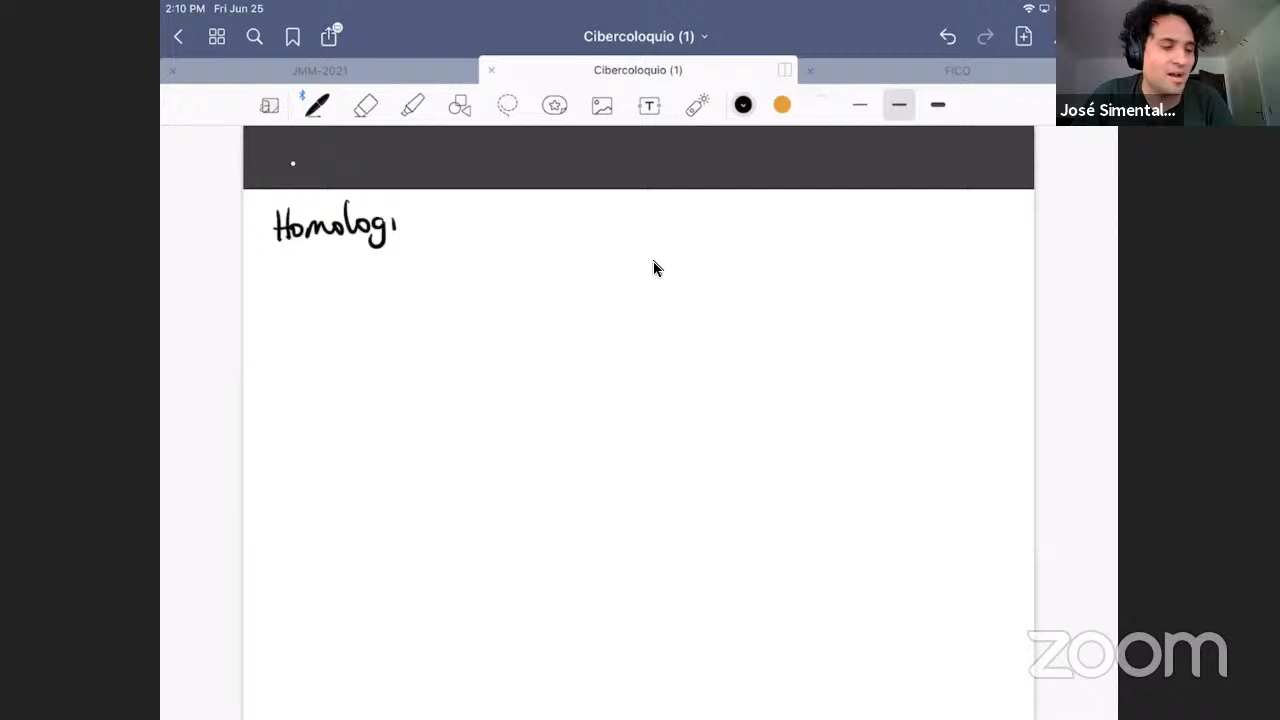 2:10 PM Fri Jun 25
Cibercoloquio (1)
JMM-2021
Cibercoloquio (1)
FICO
T
José Simental...
Homologi
zoom